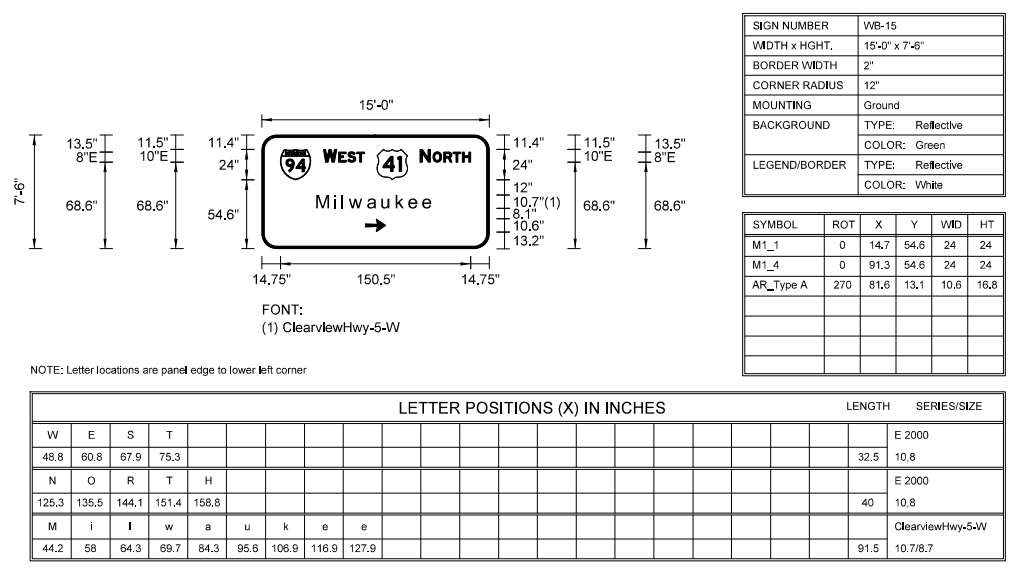 SIGN NUMBER WB-15
WIDTH x HGHT. 15'-0" x 7'-6"
BORDER WIDTH 2"
CORNER RADIUS 12"
MOUNTING Ground
BACKGROUND TYPE: Reflective
COLOR: Green
LEGEND/BORDER TYPE: Reflective
COLOR: White
15'-0"
13.5" 11.5" 11.4" 11.4" 11.5" 13.5"
8"E 10"E 24" 24" 10"E 8"E
94 WEST 41 NORTH
7'-6"
68.6" 68.6" 54.6"
Milwaukee
12"
10.7"(1) 68.6" 68.6"
8.1"
10.6"
13.2"
14.75" 150.5" 14.75"
FONT:
(1) ClearviewHwy-5-W
SYMBOL ROT X Y WID HT
M1_1 0 14.7 54.6 24 24
M1_4 0 91.3 54.6 24 24
AR_Type A 270 81.6 13.1 10.6 16.8
NOTE: Letter locations are panel edge to lower left corner
LETTER POSITIONS (X) IN INCHES LENGTH SERIES/SIZE
W E S T E 2000
48.8 60.8 67.9 75.3 32.5 10,8
N O R T H E 2000
125.3 135.5 144.1 151.4 158.8 40 10,8
M i l w a u k e e ClearviewHwy-5-W
44.2 58 64.3 69.7 84.3 95.6 106.9 116.9 127.9 91.5 10.7/8.7